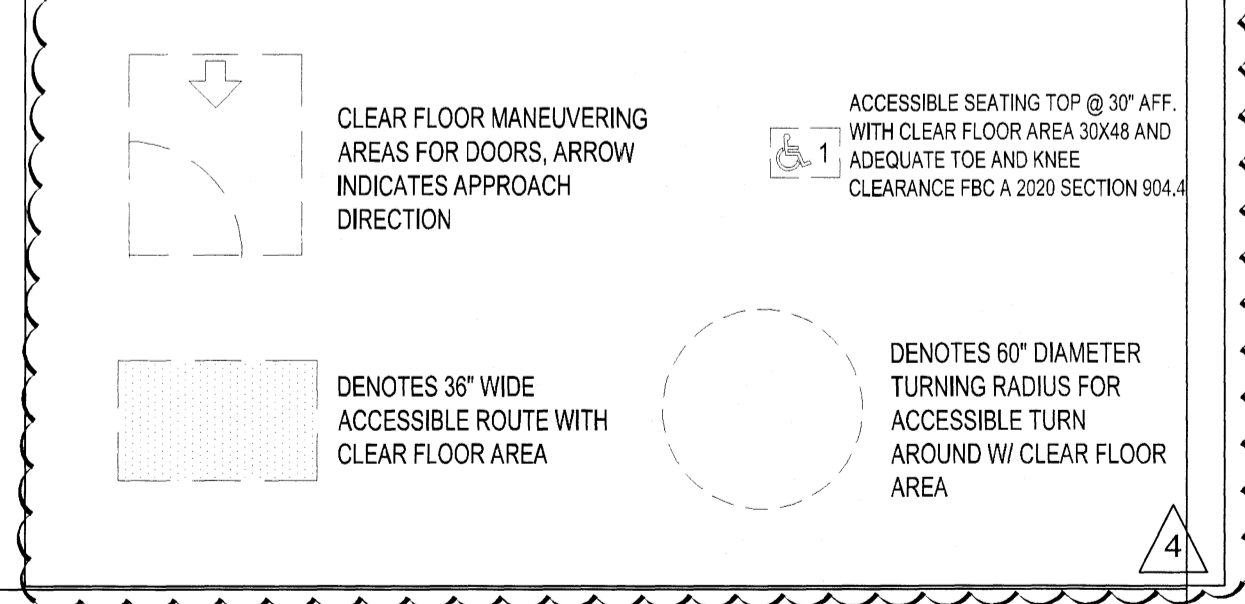 CLEAR FLOOR MANEUVERING
AREAS FOR DOORS, ARROW
INDICATES APPROACH
DIRECTION
1
ACCESSIBLE SEATING TOP @ 30" AFF.
WITH CLEAR FLOOR AREA 30X48 AND
ADEQUATE TOE AND KNEE
CLEARANCE FBC A 2020 SECTION 904.4
DENOTES 36" WIDE
ACCESSIBLE ROUTE WITH
CLEAR FLOOR AREA
DENOTES 60" DIAMETER
TURNING RADIUS FOR
ACCESSIBLE TURN
AROUND W/ CLEAR FLOOR
AREA
4